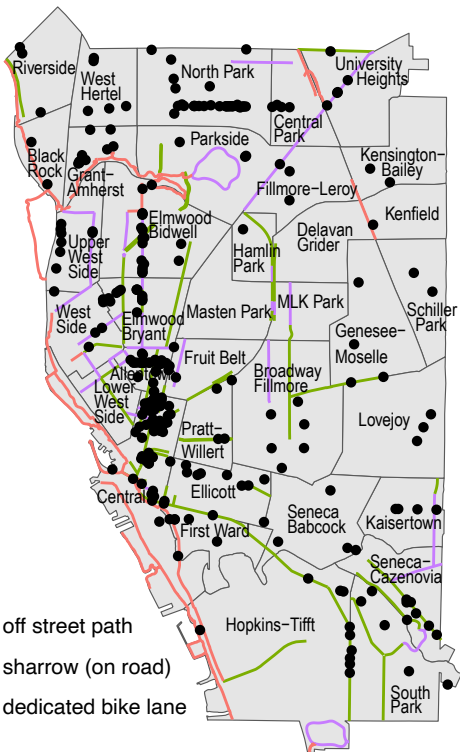 Riverside
University
Heights
North Park
West
Hertel
Central
Park
Parkside
Kensington–
Bailey
Black
Rock
Grant–
Amherst
Fillmore–Leroy
Kenfield
Elmwood
Bidwell
Delavan
Grider
Hamlin
Park
Upper
West
Side
Schiller
Park
MLK Park
Masten Park
West
Side
Elmwood
Bryant
Genesee–
Moselle
Fruit Belt
Broadway
Fillmore
Allentown
Lower
West
Side
Lovejoy
Pratt–
Willert
Ellicott
Central
Seneca
Babcock
Kaisertown
First Ward
Seneca–
Cazenovia
Hopkins–Tifft
off street path
sharrow (on road)
dedicated bike lane
South
Park